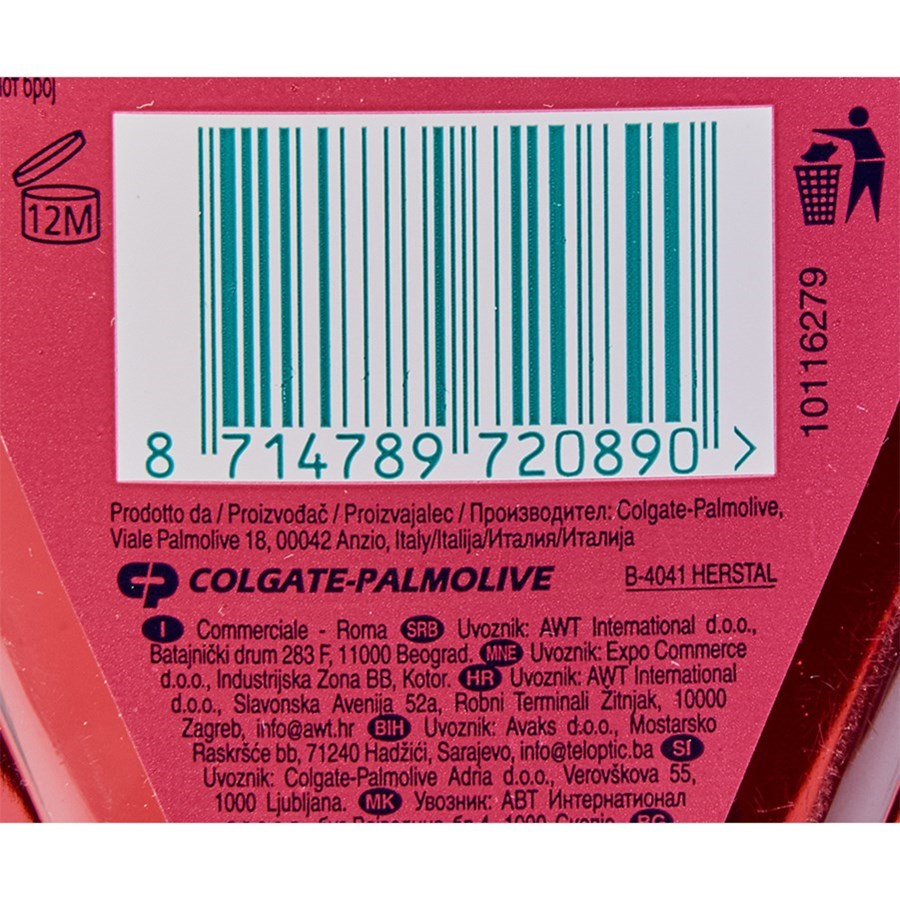 12M
8 714789 720890 >
10116279
Prodotto da / Proizvođač / Proizvajalec / Производител: Colgate-Palmolive,
Viale Palmolive 18, 00042 Anzio, Italy/Italija/Италия/Италија
CP COLGATE-PALMOLIVE B-4041 HERSTAL
I Commerciale - Roma SRB Uvoznik: AWT International d.o.o.,
Batajnički drum 283 F, 11000 Beograd. MNE Uvoznik: Expo Commerce
d.o.o., Industrijska Zona BB, Kotor. HR Uvoznik: AWT International
d.o.o., Slavonska Avenija 52a, Robni Terminali Žitnjak, 10000
Zagreb, info@awt.hr BIH Uvoznik: Avaks d.o.o., Mostarsko
Raskršće bb, 71240 Hadžići, Sarajevo, info@teloptic.ba SI
Uvoznik: Colgate-Palmolive Adria d.o.o., Verovškova 55,
1000 Ljubljana. MK Увозник: АВТ Интернатионал